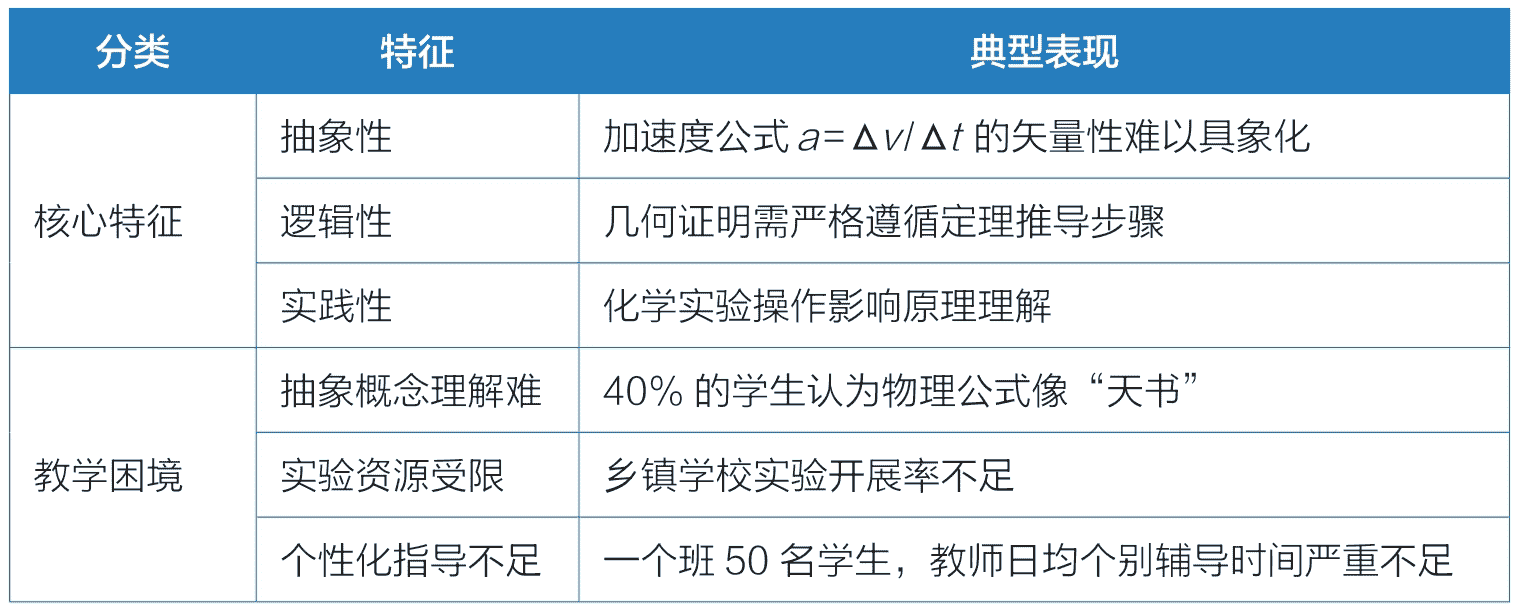 分类 特征 典型表现
核心特征 抽象性 加速度公式 a=Δv/Δt 的矢量性难以具象化
逻辑性 几何证明需严格遵循定理推导步骤
实践性 化学实验操作影响原理理解
教学困境 抽象概念理解难 40% 的学生认为物理公式像“天书”
实验资源受限 乡镇学校实验开展率不足
个性化指导不足 一个班 50 名学生，教师日均个别辅导时间严重不足